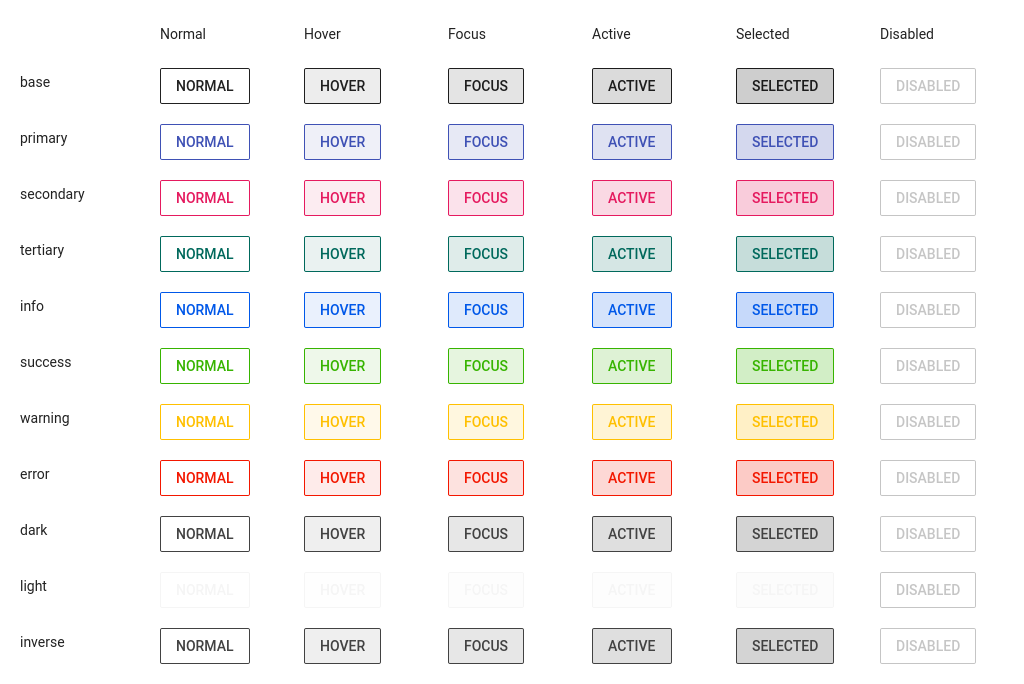 Normal Hover Focus Active Selected Disabled
base NORMAL HOVER FOCUS ACTIVE SELECTED DISABLED
primary NORMAL HOVER FOCUS ACTIVE SELECTED DISABLED
secondary NORMAL HOVER FOCUS ACTIVE SELECTED DISABLED
tertiary NORMAL HOVER FOCUS ACTIVE SELECTED DISABLED
info NORMAL HOVER FOCUS ACTIVE SELECTED DISABLED
success NORMAL HOVER FOCUS ACTIVE SELECTED DISABLED
warning NORMAL HOVER FOCUS ACTIVE SELECTED DISABLED
error NORMAL HOVER FOCUS ACTIVE SELECTED DISABLED
dark NORMAL HOVER FOCUS ACTIVE SELECTED DISABLED
light NORMAL HOVER FOCUS ACTIVE SELECTED DISABLED
inverse NORMAL HOVER FOCUS ACTIVE SELECTED DISABLED